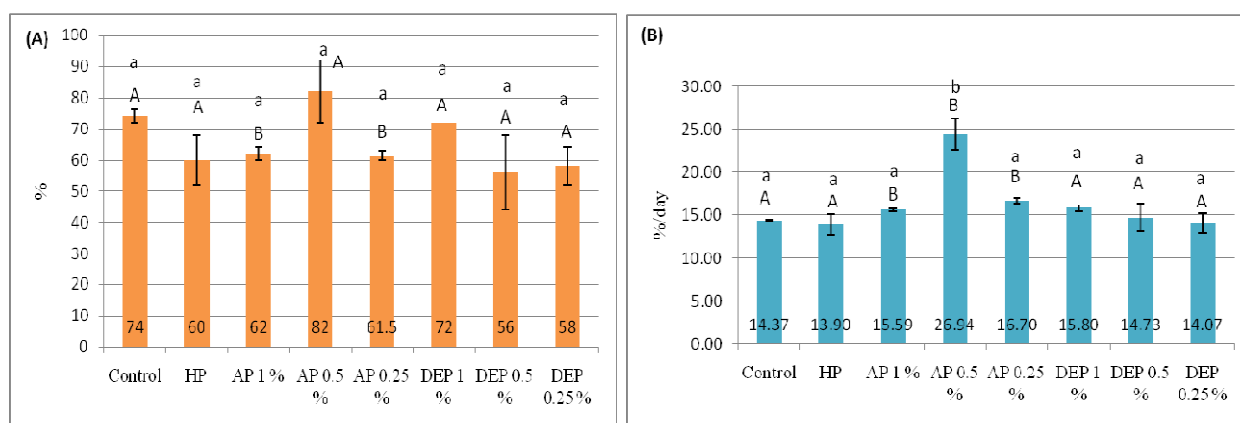 (A)
100
90
80
70
60
50
40
30
20
10
0
%
a a a a a a a a
A A B A B A A A
74 60 62 82 61.5 72 56 58
Control HP AP 1 % AP 0.5 AP 0.25 DEP 1 DEP 0.5 DEP
% % % % 0.25 %
(B)
30.00
25.00
20.00
15.00
10.00
5.00
0.00
%/day
a a a b a a a a
A A B B B A A A
14.37 13.90 15.59 26.94 16.70 15.80 14.73 14.07
Control HP AP 1 % AP 0.5 AP 0.25 DEP 1 DEP 0.5 DEP
% % % % 0.25 %